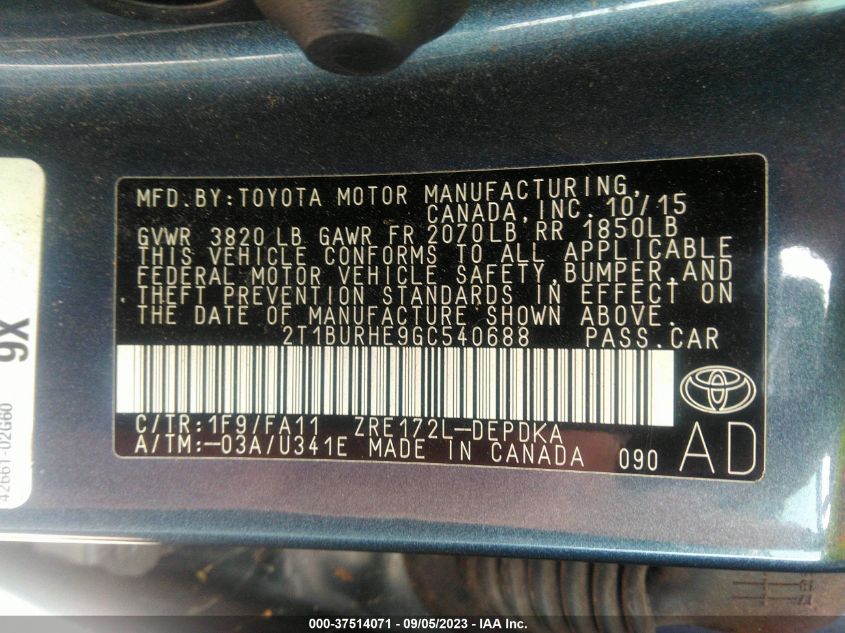 MFD.BY:TOYOTA MOTOR MANUFACTURING,
CANADA,INC. 10/15
GVWR 3820 LB GAWR FR 2070LB RR 1850LB
THIS VEHICLE CONFORMS TO ALL APPLICABLE
FEDERAL MOTOR VEHICLE SAFETY,BUMPER,AND
THEFT PREVENTION STANDARDS IN EFFECT ON
THE DATE OF MANUFACTURE SHOWN ABOVE.
2T1BURHE9GC540688 PASS.CAR
C/TR:1F9/FA11 ZRE172L-DEPDKA
A/TM:-03A/U341E MADE IN CANADA 090 AD
9X
42661-02G60
000-37514071 - 09/05/2023 - © IAA Inc.